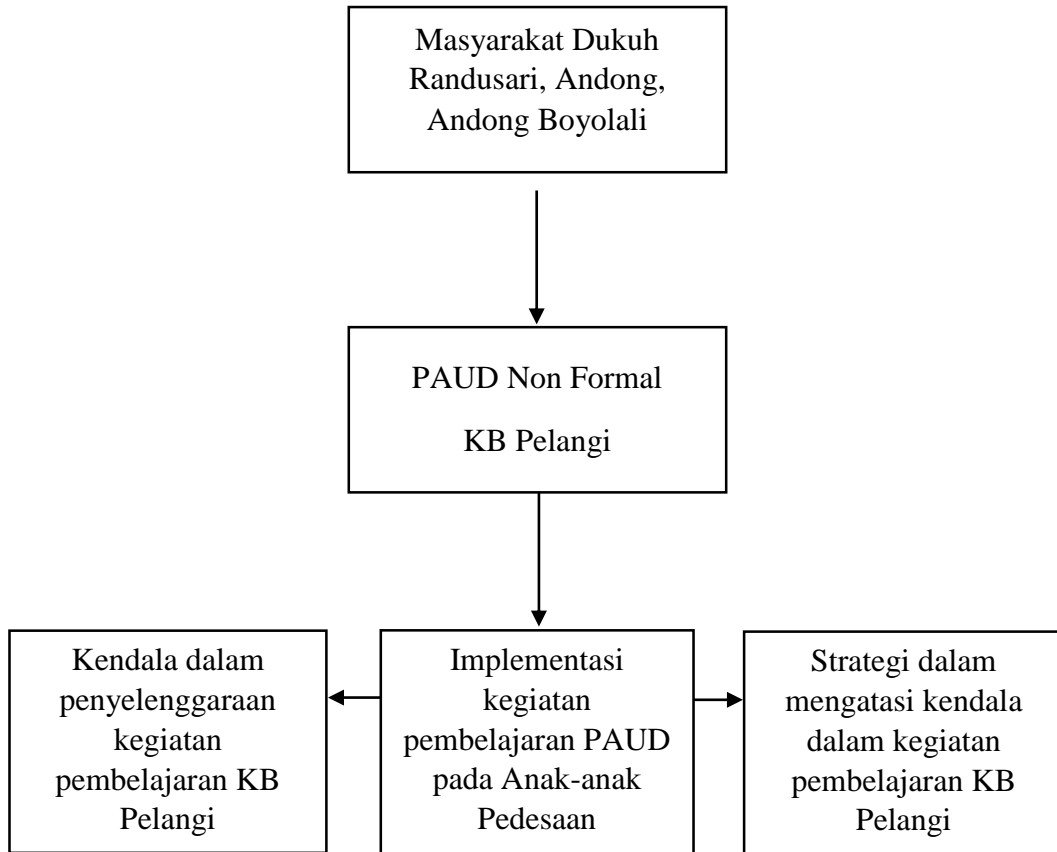 Masyarakat Dukuh
Randusari, Andong,
Andong Boyolali
PAUD Non Formal
KB Pelangi
Kendala dalam
penyelenggaraan
kegiatan
pembelajaran KB
Pelangi
Implementasi
kegiatan
pembelajaran PAUD
pada Anak-anak
Pedesaan
Strategi dalam
mengatasi kendala
dalam kegiatan
pembelajaran KB
Pelangi